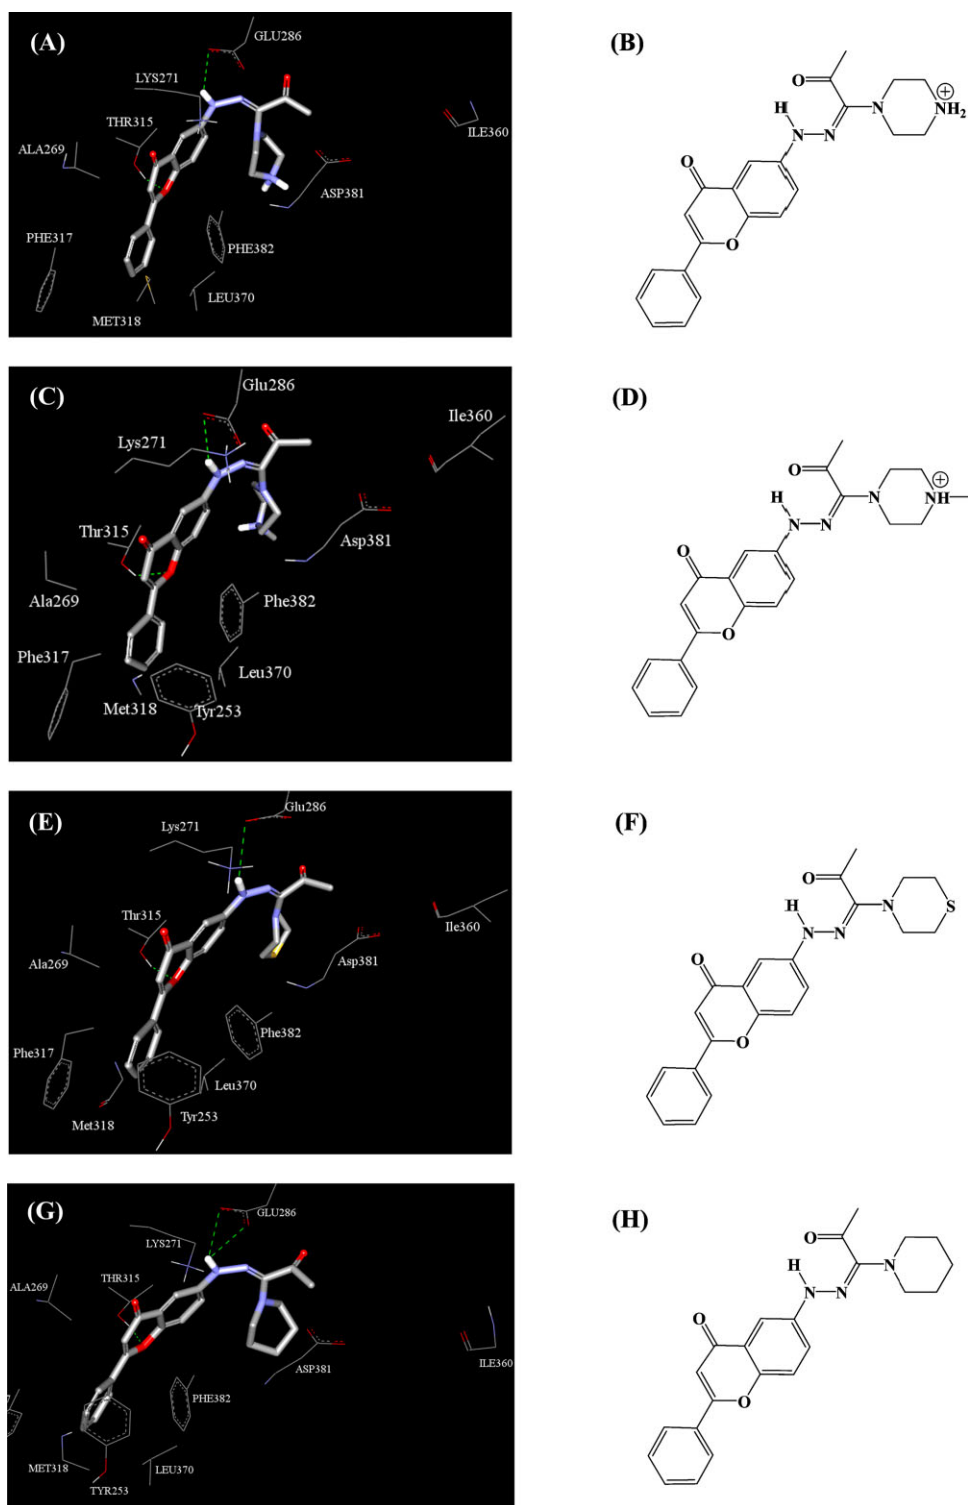 (A)
GLU286
LYS271
THR315
ILE360
ALA269
ASP381
PHE317
PHE382
LEU370
MET318
(B)
O
H
N
N
N
NH2
+
O
O
(C)
Glu286
Ile360
Lys271
Thr315
Asp381
Ala269
Phe382
Phe317
Leu370
Met318
Tyr253
(D)
O
H
N
N
N
NH
+
O
O
(E)
Glu286
Lys271
Ile360
Thr315
Ala269
Asp381
Phe382
Phe317
Leu370
Met318
Tyr253
(F)
O
H
N
N
N
S
O
O
(G)
GLU286
LYS271
THR315
ALA269
ASP381
ILE360
PHE382
MET318
LEU370
TYR253
(H)
O
H
N
N
N
O
O